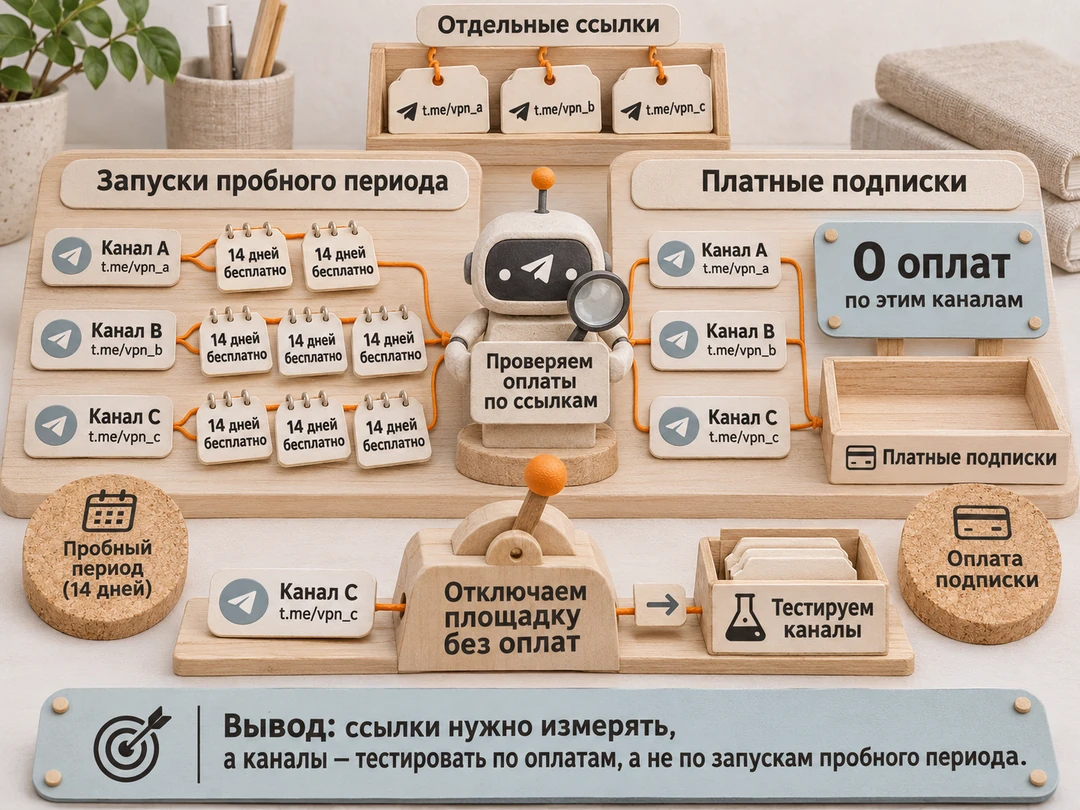 Отдельные ссылки
t.me/vpn_a
t.me/vpn_b
t.me/vpn_c
Запуски пробного периода
Канал A
t.me/vpn_a
14 дней
бесплатно
14 дней
бесплатно
Канал B
t.me/vpn_b
14 дней
бесплатно
14 дней
бесплатно
14 дней
бесплатно
Канал C
t.me/vpn_c
14 дней
бесплатно
14 дней
бесплатно
14 дней
бесплатно
Проверяем
оплаты
по ссылкам
Платные подписки
Канал A
t.me/vpn_a
Канал B
t.me/vpn_b
Канал C
t.me/vpn_c
0 оплат
по этим каналам
Платные подписки
Пробный
период
(14 дней)
Канал C
t.me/vpn_c
Отключаем
площадку
без оплат
Тестируем
каналы
Оплата
подписки
Вывод: ссылки нужно измерять,
а каналы – тестировать по оплатам, а не по запускам пробного периода.